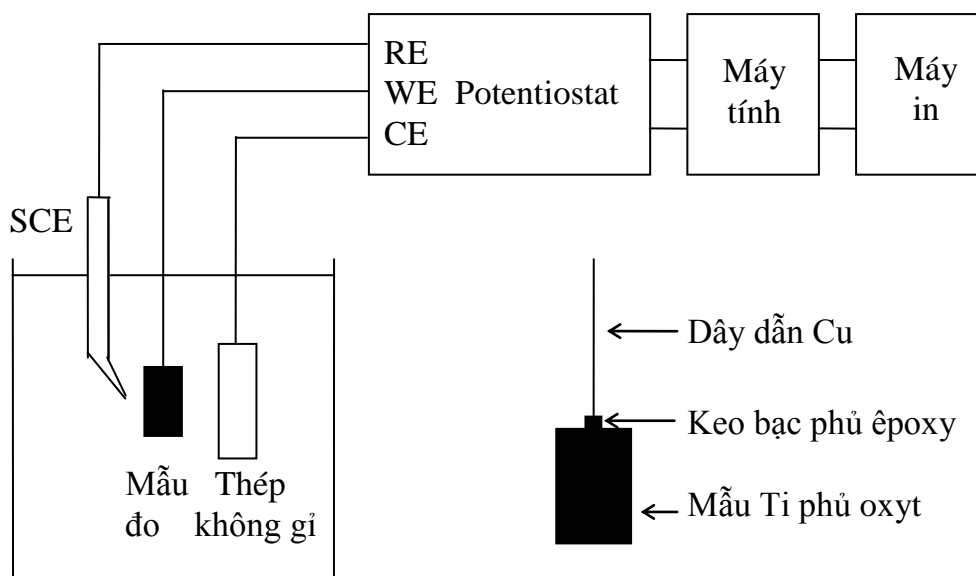 RE
WE Potentiostat
CE
Máy
tính
Máy
in
SCE
Dây dẫn Cu
Keo bạc phủ êpoxy
Mẫu Ti phủ oxyt
Mẫu
đo
Thép
không gỉ